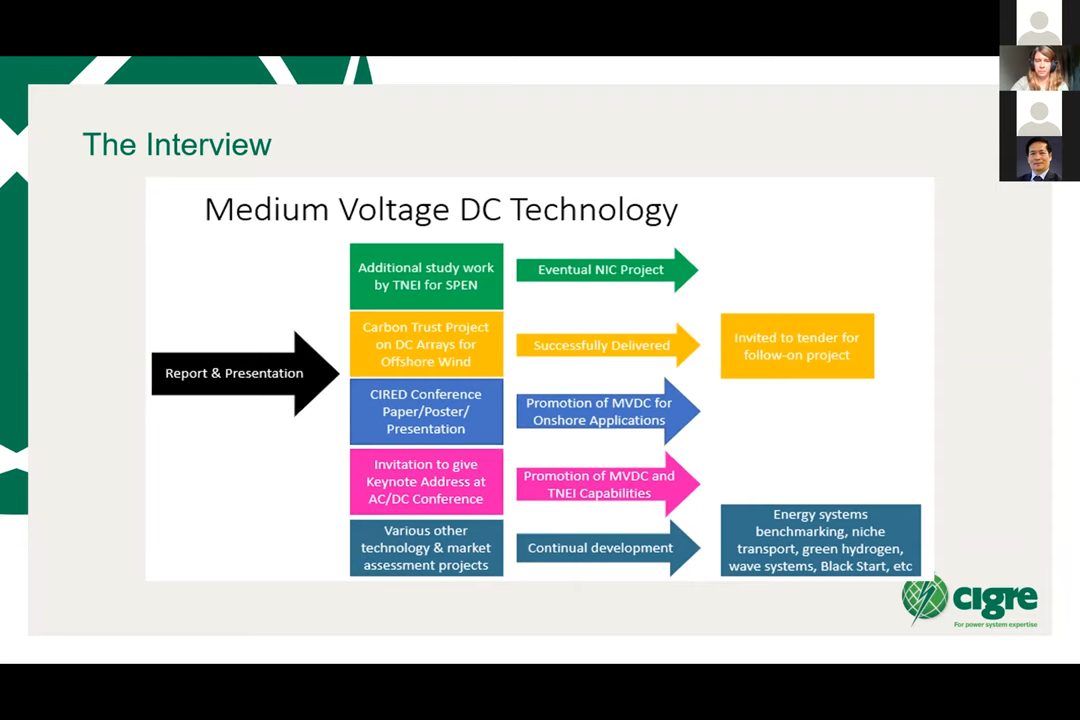 The Interview
Medium Voltage DC Technology
Report & Presentation
Additional study work
by TNEI for SPEN
Eventual NIC Project
Carbon Trust Project
on DC Arrays for
Offshore Wind
Successfully Delivered
Invited to tender for
follow-on project
CIRED Conference
Paper/Poster/
Presentation
Promotion of MVDC for
Onshore Applications
Invitation to give
Keynote Address at
AC/DC Conference
Promotion of MVDC and
TNEI Capabilities
Various other
technology & market
assessment projects
Continual development
Energy systems
benchmarking, niche
transport, green hydrogen,
wave systems, Black Start, etc
cigre
For power system expertise